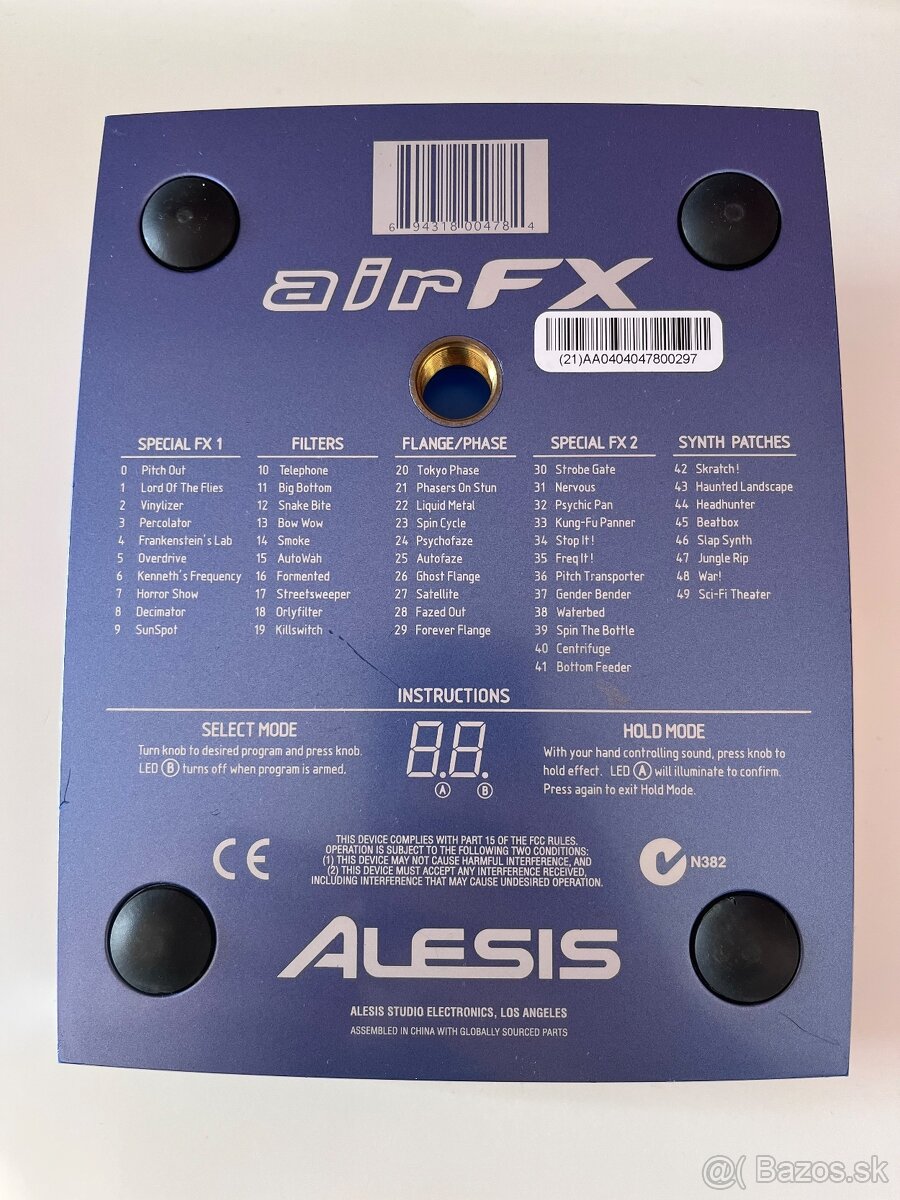 6 94318 00478 4
airFX
(21)AA0404047800297
SPECIAL FX 1
0 Pitch Out
1 Lord Of The Flies
2 Vinylizer
3 Percolator
4 Frankenstein's Lab
5 Overdrive
6 Kenneth's Frequency
7 Horror Show
8 Decimator
9 SunSpot
FILTERS
10 Telephone
11 Big Bottom
12 Snake Bite
13 Bow Wow
14 Smoke
15 AutoWah
16 Formented
17 Streetsweeper
18 Orlyfilter
19 Killswitch
FLANGE/PHASE
20 Tokyo Phase
21 Phasers On Stun
22 Liquid Metal
23 Spin Cycle
24 Psychofaze
25 Autofaze
26 Ghost Flange
27 Satellite
28 Fazed Out
29 Forever Flange
SPECIAL FX 2
30 Strobe Gate
31 Nervous
32 Psychic Pan
33 Kung-Fu Panner
34 Stop It!
35 Freq It!
36 Pitch Transporter
37 Gender Bender
38 Waterbed
39 Spin The Bottle
40 Centrifuge
41 Bottom Feeder
SYNTH PATCHES
42 Skratch!
43 Haunted Landscape
44 Headhunter
45 Beatbox
46 Slap Synth
47 Jungle Rip
48 War!
49 Sci-Fi Theater
INSTRUCTIONS
SELECT MODE
Turn knob to desired program and press knob.
LED B turns off when program is armed.
8.8.
A B
HOLD MODE
With your hand controlling sound, press knob to
hold effect. LED A will illuminate to confirm.
Press again to exit Hold Mode.
CE
THIS DEVICE COMPLIES WITH PART 15 OF THE FCC RULES.
OPERATION IS SUBJECT TO THE FOLLOWING TWO CONDITIONS:
(1) THIS DEVICE MAY NOT CAUSE HARMFUL INTERFERENCE, AND
(2) THIS DEVICE MUST ACCEPT ANY INTERFERENCE RECEIVED,
INCLUDING INTERFERENCE THAT MAY CAUSE UNDESIRED OPERATION.
N382
ALESIS
ALESIS STUDIO ELECTRONICS, LOS ANGELES
ASSEMBLED IN CHINA WITH GLOBALLY SOURCED PARTS
@( Bazos.sk